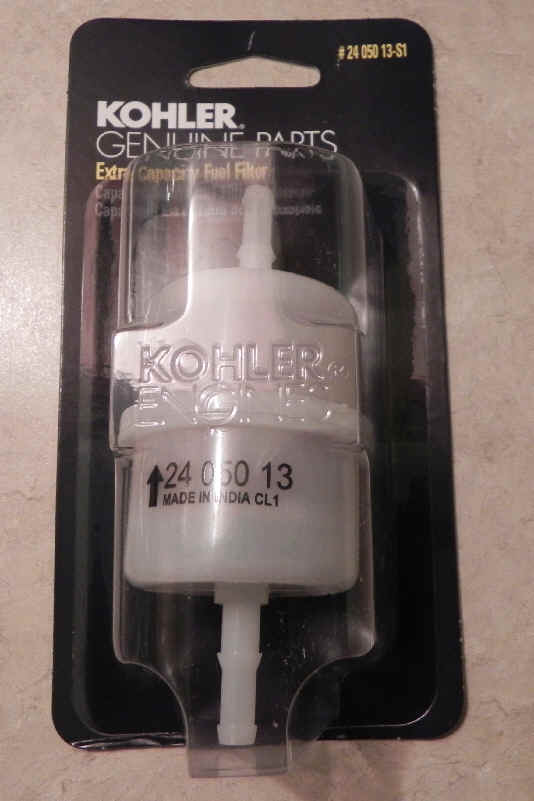 # 24 050 13-S1
KOHLER®
GENUINE PARTS
Extra Capacity Fuel Filter
KOHLER
ENGINES
24 050 13
MADE IN INDIA CL1